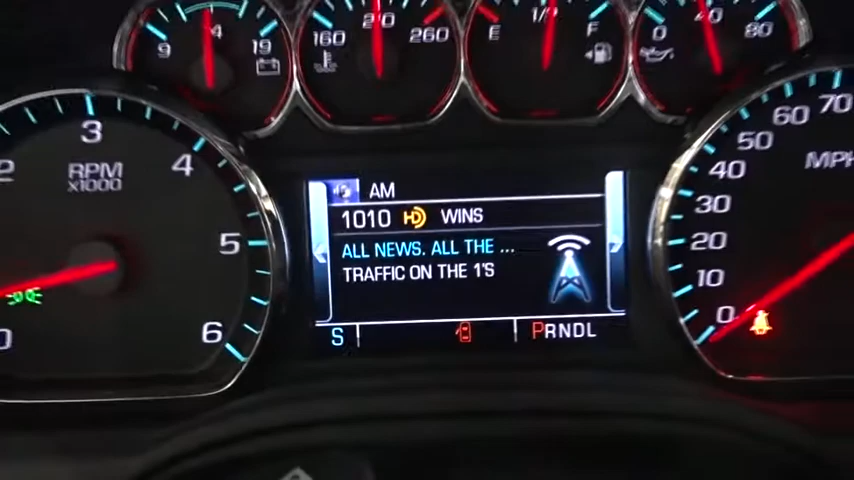 9 4 19
160 210 260
E 1/2 F
0 40 80
2 3 4 5 6
RPM
x1000
0
AM
1010 HD WINS
ALL NEWS. ALL THE ...
TRAFFIC ON THE 1'S
S PRNDL
0 10 20 30 40 50 60 70
MPH